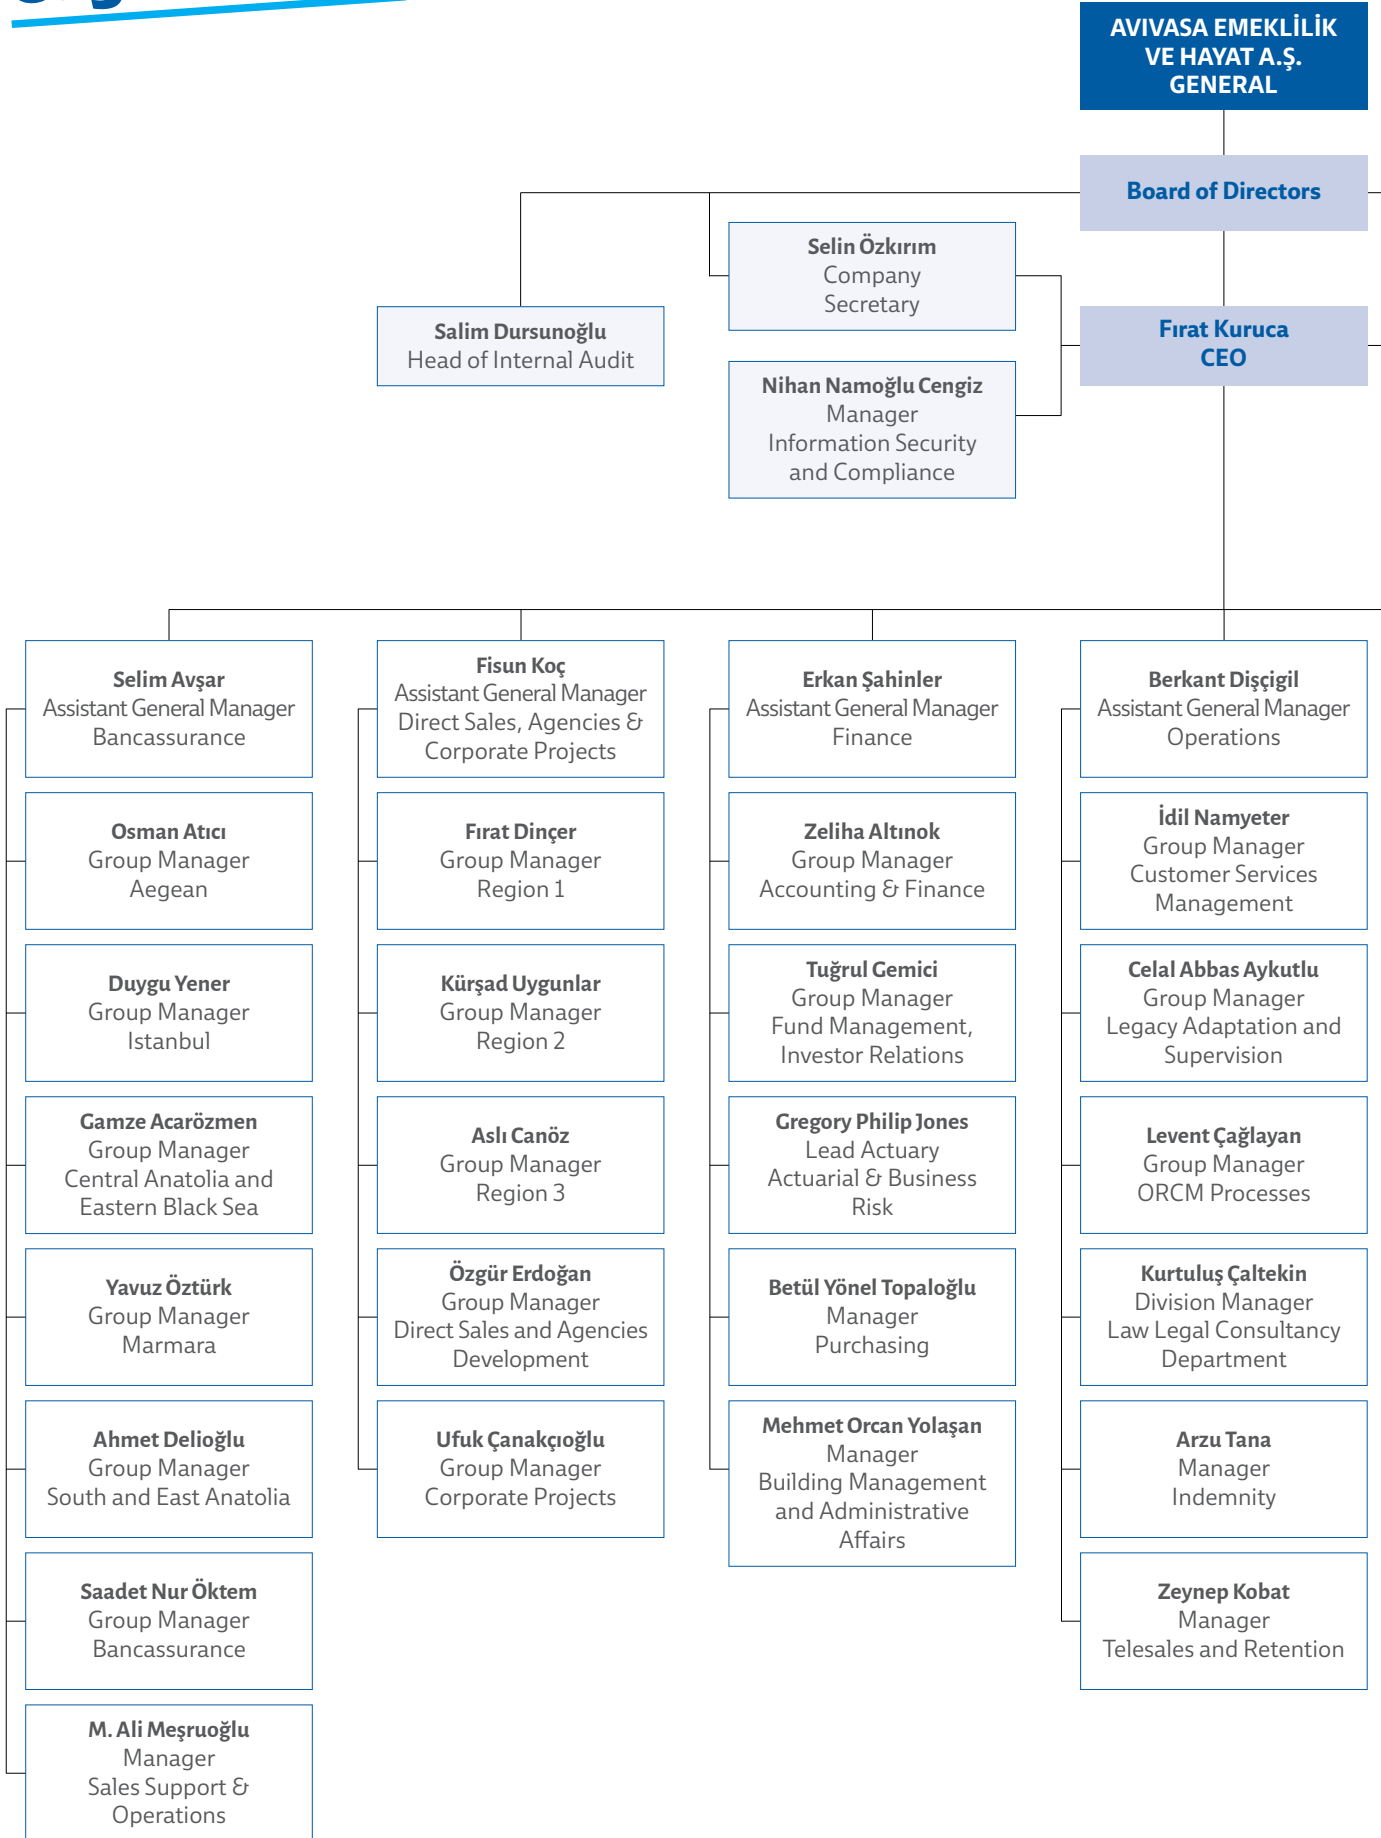 AVIVASA EMEKLİLİK
VE HAYAT A.Ş.
GENERAL
Board of Directors
Selin Özkırım
Company
Secretary
Salim Dursunoğlu
Head of Internal Audit
Fırat Kuruca
CEO
Nihan Namoğlu Cengiz
Manager
Information Security
and Compliance
Selim Avşar
Assistant General Manager
Bancassurance
Osman Atıcı
Group Manager
Aegean
Duygu Yener
Group Manager
Istanbul
Gamze Acarözmen
Group Manager
Central Anatolia and
Eastern Black Sea
Yavuz Öztürk
Group Manager
Marmara
Ahmet Delioğlu
Group Manager
South and East Anatolia
Saadet Nur Öktem
Group Manager
Bancassurance
M. Ali Meşruoğlu
Manager
Sales Support &
Operations
Fisun Koç
Assistant General Manager
Direct Sales, Agencies &
Corporate Projects
Fırat Dinçer
Group Manager
Region 1
Kürşad Uygunlar
Group Manager
Region 2
Aslı Canöz
Group Manager
Region 3
Özgür Erdoğan
Group Manager
Direct Sales and Agencies
Development
Ufuk Çanakçıoğlu
Group Manager
Corporate Projects
Erkan Şahinler
Assistant General Manager
Finance
Zeliha Altınok
Group Manager
Accounting & Finance
Tuğrul Gemici
Group Manager
Fund Management,
Investor Relations
Gregory Philip Jones
Lead Actuary
Actuarial & Business
Risk
Betül Yönel Topaloğlu
Manager
Purchasing
Mehmet Orcan Yolaşan
Manager
Building Management
and Administrative
Affairs
Berkant Dişçigil
Assistant General Manager
Operations
İdil Namyeter
Group Manager
Customer Services
Management
Celal Abbas Aykutlu
Group Manager
Legacy Adaptation and
Supervision
Levent Çağlayan
Group Manager
ORCM Processes
Kurtuluş Çaltekin
Division Manager
Law Legal Consultancy
Department
Arzu Tana
Manager
Indemnity
Zeynep Kobat
Manager
Telesales and Retention